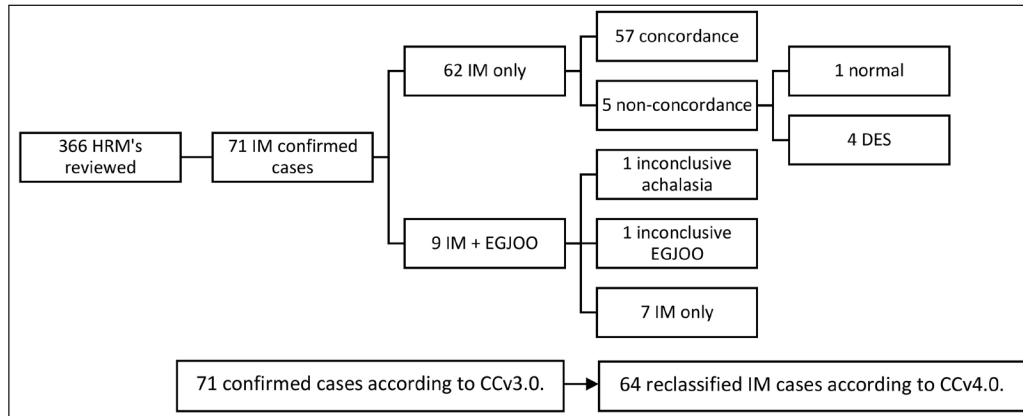 366 HRM's
reviewed
71 IM confirmed
cases
62 IM only
57 concordance
5 non-concordance
1 normal
4 DES
9 IM + EGJOO
1 inconclusive
achalasia
1 inconclusive
EGJOO
7 IM only
71 confirmed cases according to CCv3.0.
64 reclassified IM cases according to CCv4.0.